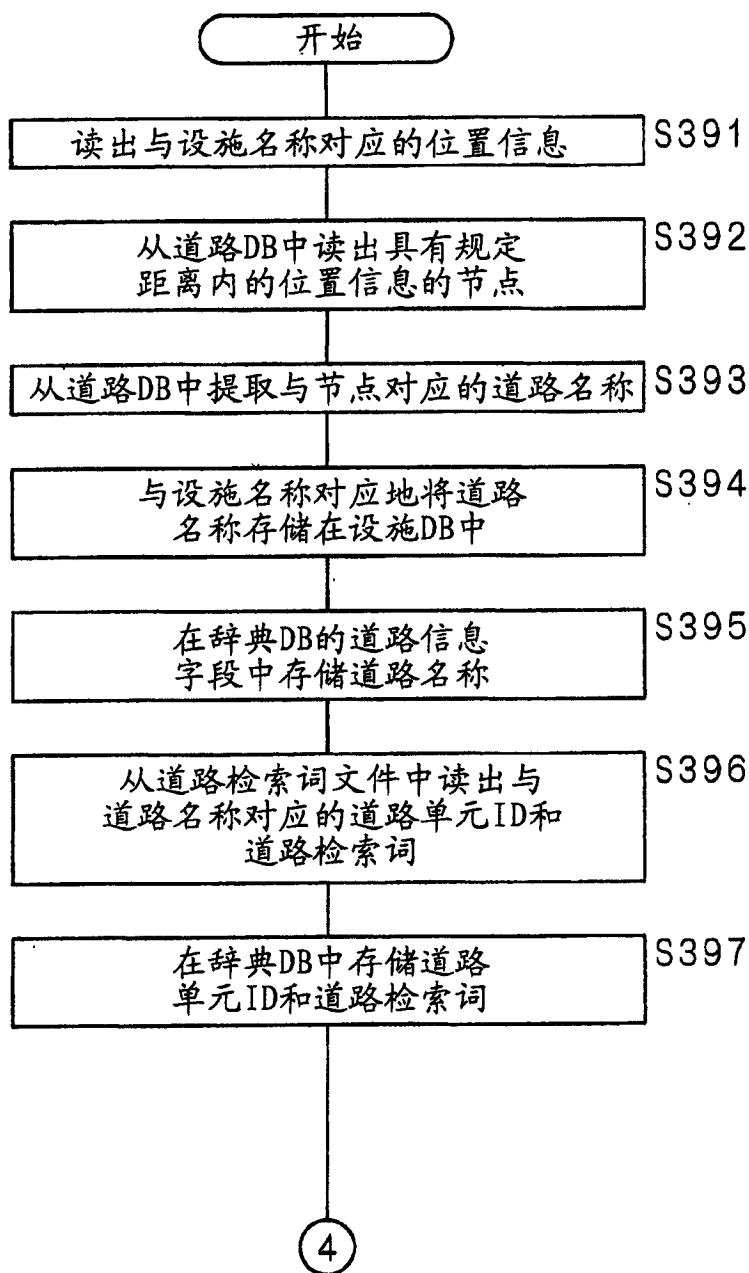 开始
读出与设施名称对应的位置信息
S391
从道路DB中读出具有规定
距离内的位置信息的节点
S392
从道路DB中提取与节点对应的道路名称
S393
与设施名称对应地将道路
名称存储在设施DB中
S394
在辞典DB的道路信息
字段中存储道路名称
S395
从道路检索词文件中读出与
道路名称对应的道路单元ID和
道路检索词
S396
在辞典DB中存储道路
单元ID和道路检索词
S397
4